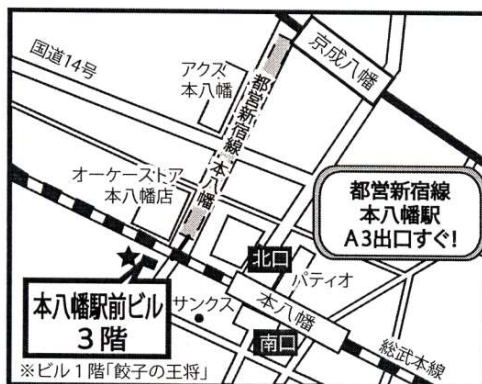 国道14号
アクス
本八幡
京成八幡
都営新宿線 本八幡
オーケーストア
本八幡店
都営新宿線
本八幡駅
A3出口すぐ!
北口
パティオ
本八幡
南口
サンクス
総武本線
★
本八幡駅前ビル
3階
※ビル1階「餃子の王将」